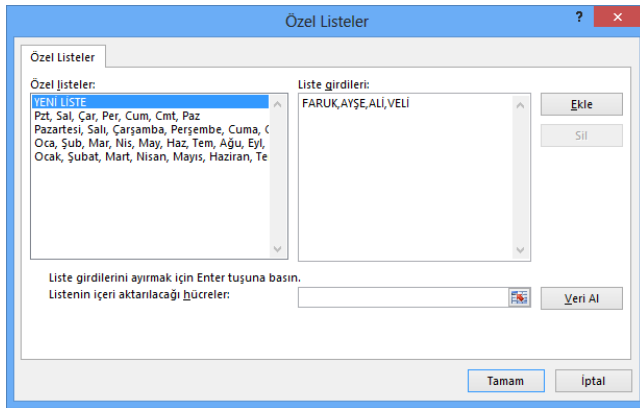 Özel Listeler
Özel Listeler
Özel listeler:
YENİ LİSTE
Pzt, Sal, Çar, Per, Cum, Cmt, Paz
Pazartesi, Salı, Çarşamba, Perşembe, Cuma, C
Oca, Şub, Mar, Nis, May, Haz, Tem, Ağu, Eyl,
Ocak, Şubat, Mart, Nisan, Mayıs, Haziran, Te
Liste girdileri:
FARUK,AYŞE,ALİ,VELİ
Ekle
Sil
Liste girdilerini ayırmak için Enter tuşuna basın.
Listenin içeri aktarılacağı hücreler:
Veri Al
Tamam
İptal